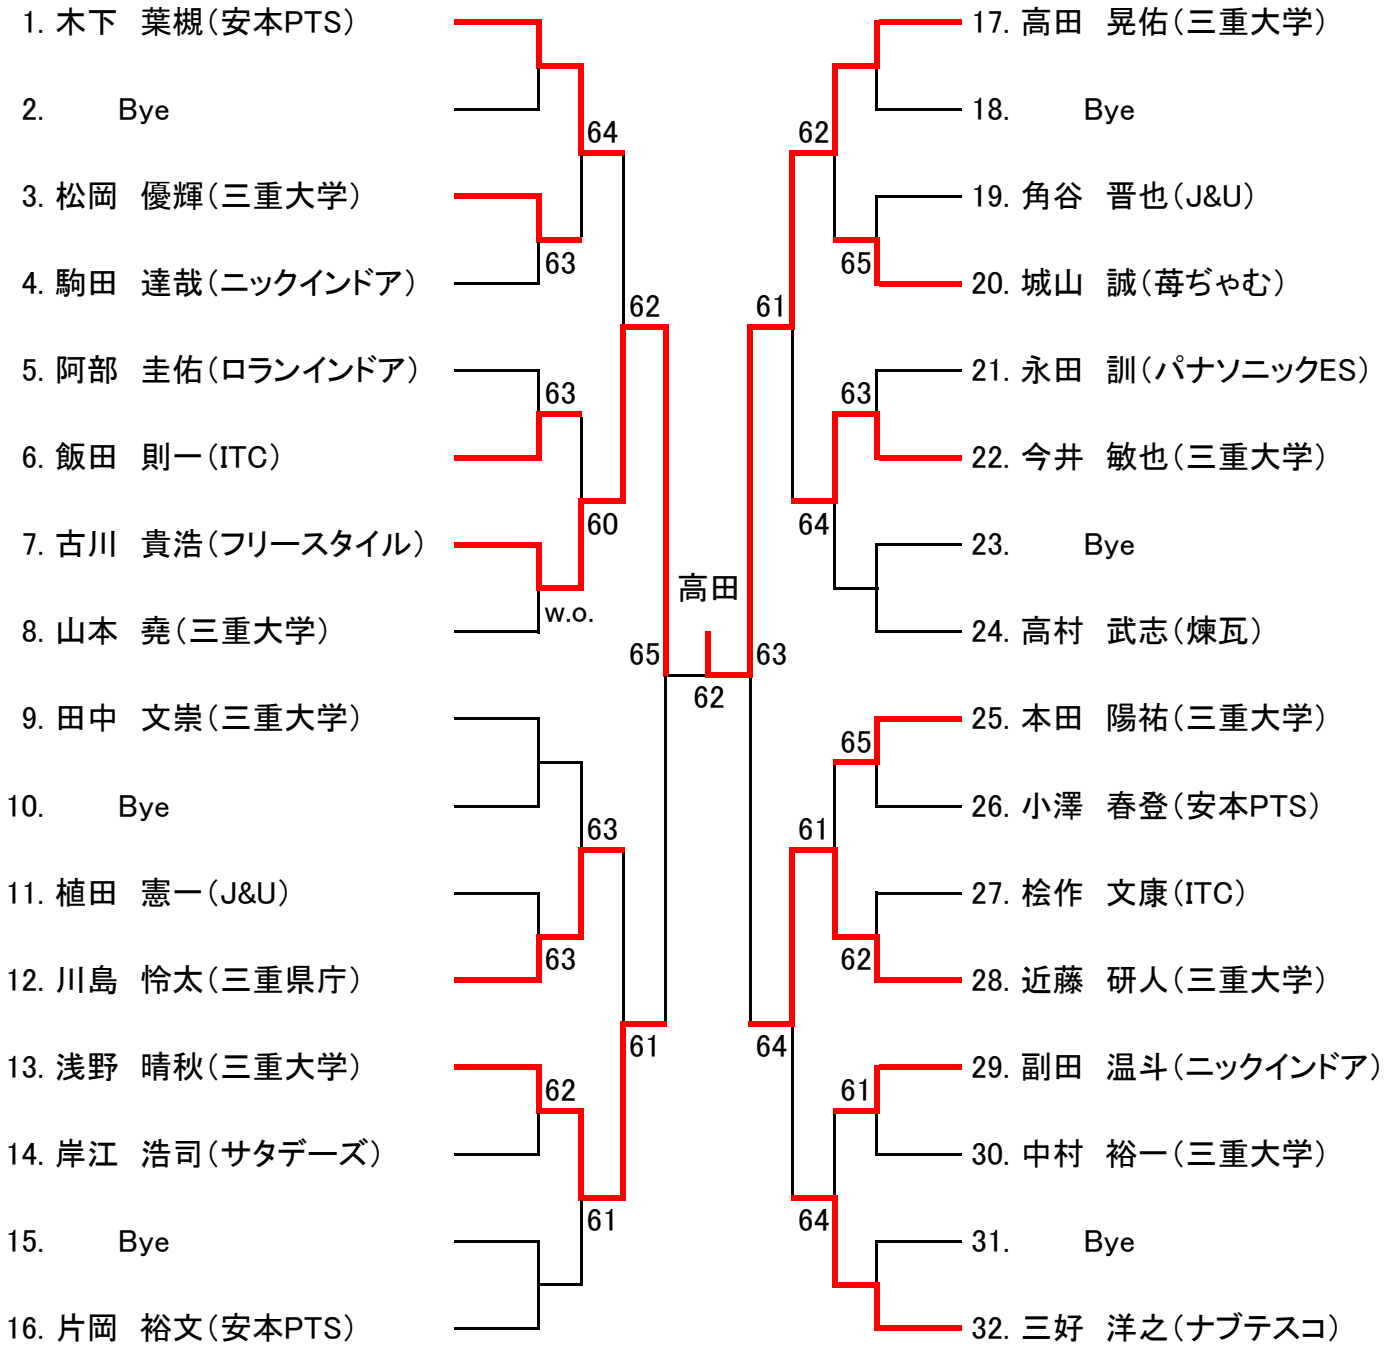 1. 木下　葉槻（安本PTS）
2. Bye
64
3. 松岡　優輝（三重大学）
63
4. 駒田　達哉（ニックインドア）
62
5. 阿部　圭佑（ロランインドア）
63
6. 飯田　則一（ITC）
60
7. 古川　貴浩（フリースタイル）
w.o.
8. 山本　堯（三重大学）
65
9. 田中　文崇（三重大学）
10. Bye
63
11. 植田　憲一（J&U）
63
12. 川島　怜太（三重県庁）
61
13. 浅野　晴秋（三重大学）
62
14. 岸江　浩司（サタデーズ）
61
15. Bye
16. 片岡　裕文（安本PTS）
高田
62
17. 高田　晃佑（三重大学）
18. Bye
62
19. 角谷　晋也（J&U）
65
20. 城山　誠（苺ぢゃむ）
61
21. 永田　訓（パナソニックES）
63
22. 今井　敏也（三重大学）
64
23. Bye
24. 高村　武志（煉瓦）
63
25. 本田　陽祐（三重大学）
65
26. 小澤　春登（安本PTS）
61
27. 桧作　文康（ITC）
62
28. 近藤　研人（三重大学）
64
29. 副田　温斗（ニックインドア）
61
30. 中村　裕一（三重大学）
64
31. Bye
32. 三好　洋之（ナブテスコ）